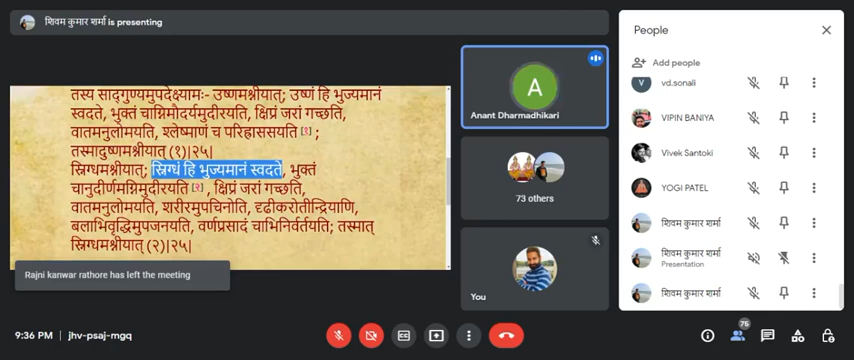 शिवम कुमार शर्मा is presenting
तस्य साद्गुण्यमुपदेक्ष्यामः- उष्णमश्नीयात्; उष्णं हि भुज्यमानं
स्वदते, भुक्तं चाग्निमौदर्यमुदीरयति, क्षिप्रं जरां गच्छति,
वातमनुलोमयति, श्लेष्माणं च परिह्रासयति [१] ;
तस्मादुष्णमश्नीयात् (१)|२५|
स्निग्धमश्नीयात्; स्निग्धं हि भुज्यमानं स्वदते, भुक्तं
चानुदीर्णमग्निमुदीरयति [२] , क्षिप्रं जरां गच्छति,
वातमनुलोमयति, शरीरमुपचिनोति, दृढीकरोतीन्द्रियाणि,
बलाभिवृद्धिमुपजनयति, वर्णप्रसादं चाभिनिर्वर्तयति; तस्मात्
स्निग्धमश्नीयात् (२)|२५|
Rajni kanwar rathore has left the meeting
A
Anant Dharmadhikari
73 others
You
People
Add people
V
vd.sonali
VIPIN BANIYA
Vivek Santoki
YOGI PATEL
शिवम कुमार शर्मा
शिवम कुमार शर्मा
Presentation
शिवम कुमार शर्मा
9:36 PM | jhv-psaj-mgq
75